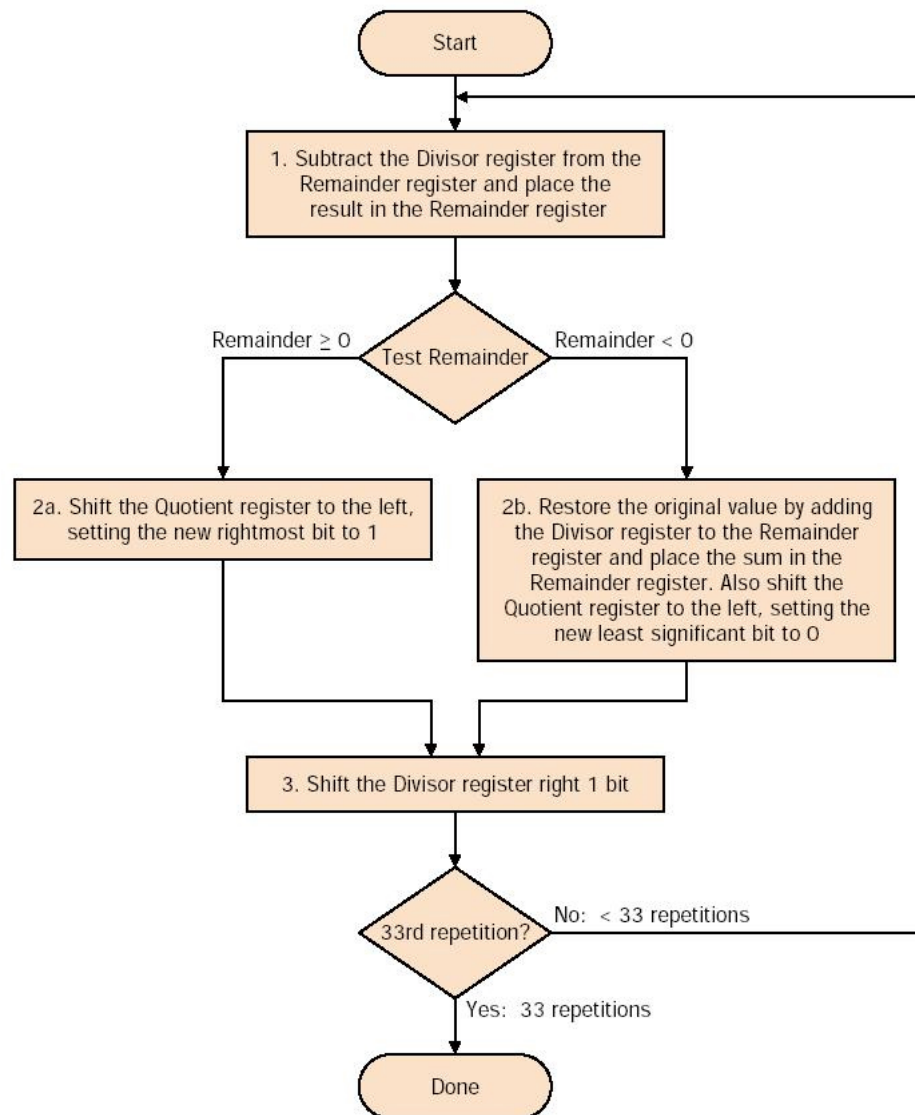 Start
1. Subtract the Divisor register from the
Remainder register and place the
result in the Remainder register
Remainder ≥ 0
Test Remainder
Remainder < 0
2a. Shift the Quotient register to the left,
setting the new rightmost bit to 1
2b. Restore the original value by adding
the Divisor register to the Remainder
register and place the sum in the
Remainder register. Also shift the
Quotient register to the left, setting the
new least significant bit to 0
3. Shift the Divisor register right 1 bit
33rd repetition?
No: < 33 repetitions
Yes: 33 repetitions
Done